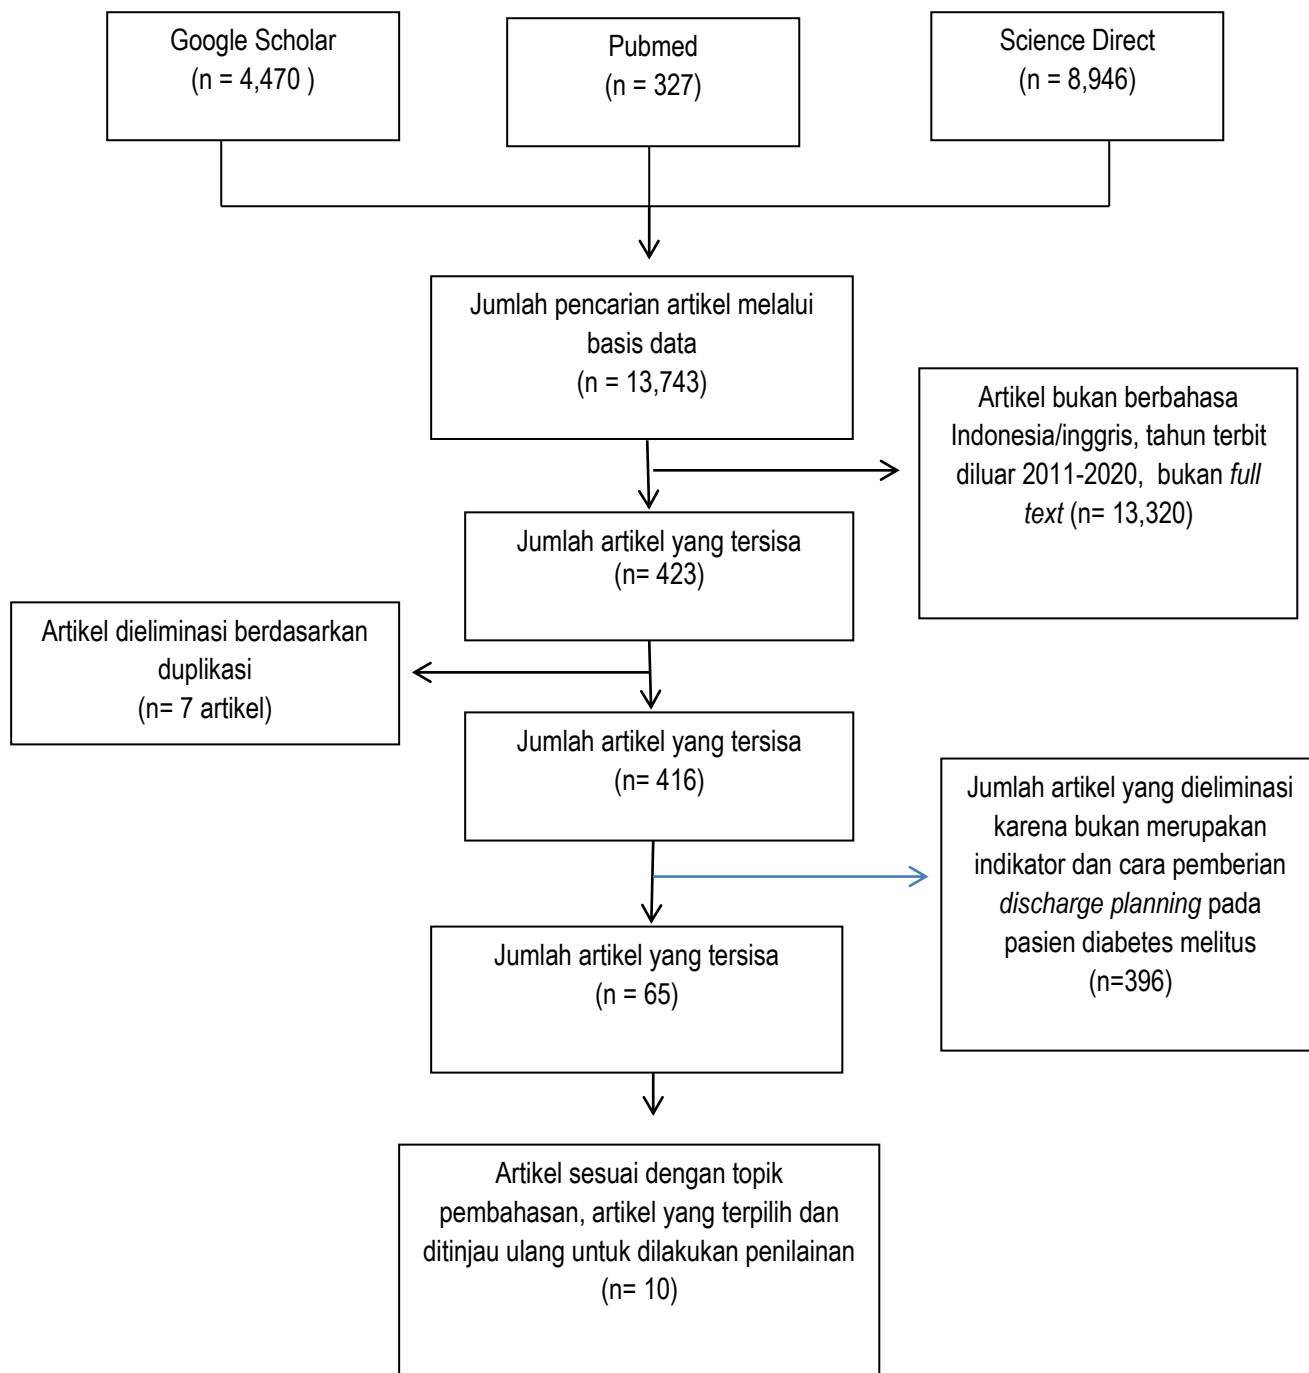 Google Scholar
(n = 4,470 )
Pubmed
(n = 327)
Science Direct
(n = 8,946)
Jumlah pencarian artikel melalui
basis data
(n = 13,743)
Artikel bukan berbahasa
Indonesia/inggris, tahun terbit
diluar 2011-2020, bukan full
text (n= 13,320)
Jumlah artikel yang tersisa
(n= 423)
Artikel dieliminasi berdasarkan
duplikasi
(n= 7 artikel)
Jumlah artikel yang tersisa
(n= 416)
Jumlah artikel yang dieliminasi
karena bukan merupakan
indikator dan cara pemberian
discharge planning pada
pasien diabetes melitus
(n=396)
Jumlah artikel yang tersisa
(n = 65)
Artikel sesuai dengan topik
pembahasan, artikel yang terpilih dan
ditinjau ulang untuk dilakukan penilainan
(n= 10)